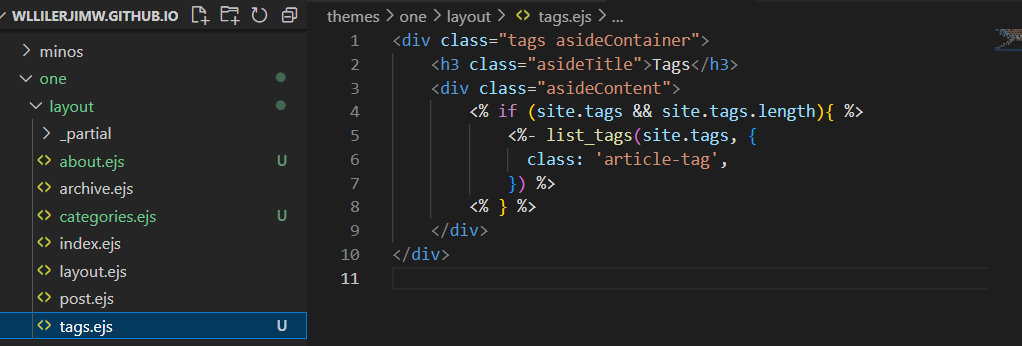 WLLILERJIMW.GITHUB.IO
minos
one
layout
_partial
about.ejs U
archive.ejs
categories.ejs U
index.ejs
layout.ejs
post.ejs
tags.ejs U
themes > one > layout > <> tags.ejs > ...
1 <div class="tags asideContainer">
2 <h3 class="asideTitle">Tags</h3>
3 <div class="asideContent">
4 <% if (site.tags && site.tags.length){ %>
5 <%- list_tags(site.tags, {
6 class: 'article-tag',
7 }) %>
8 <% } %>
9 </div>
10 </div>
11